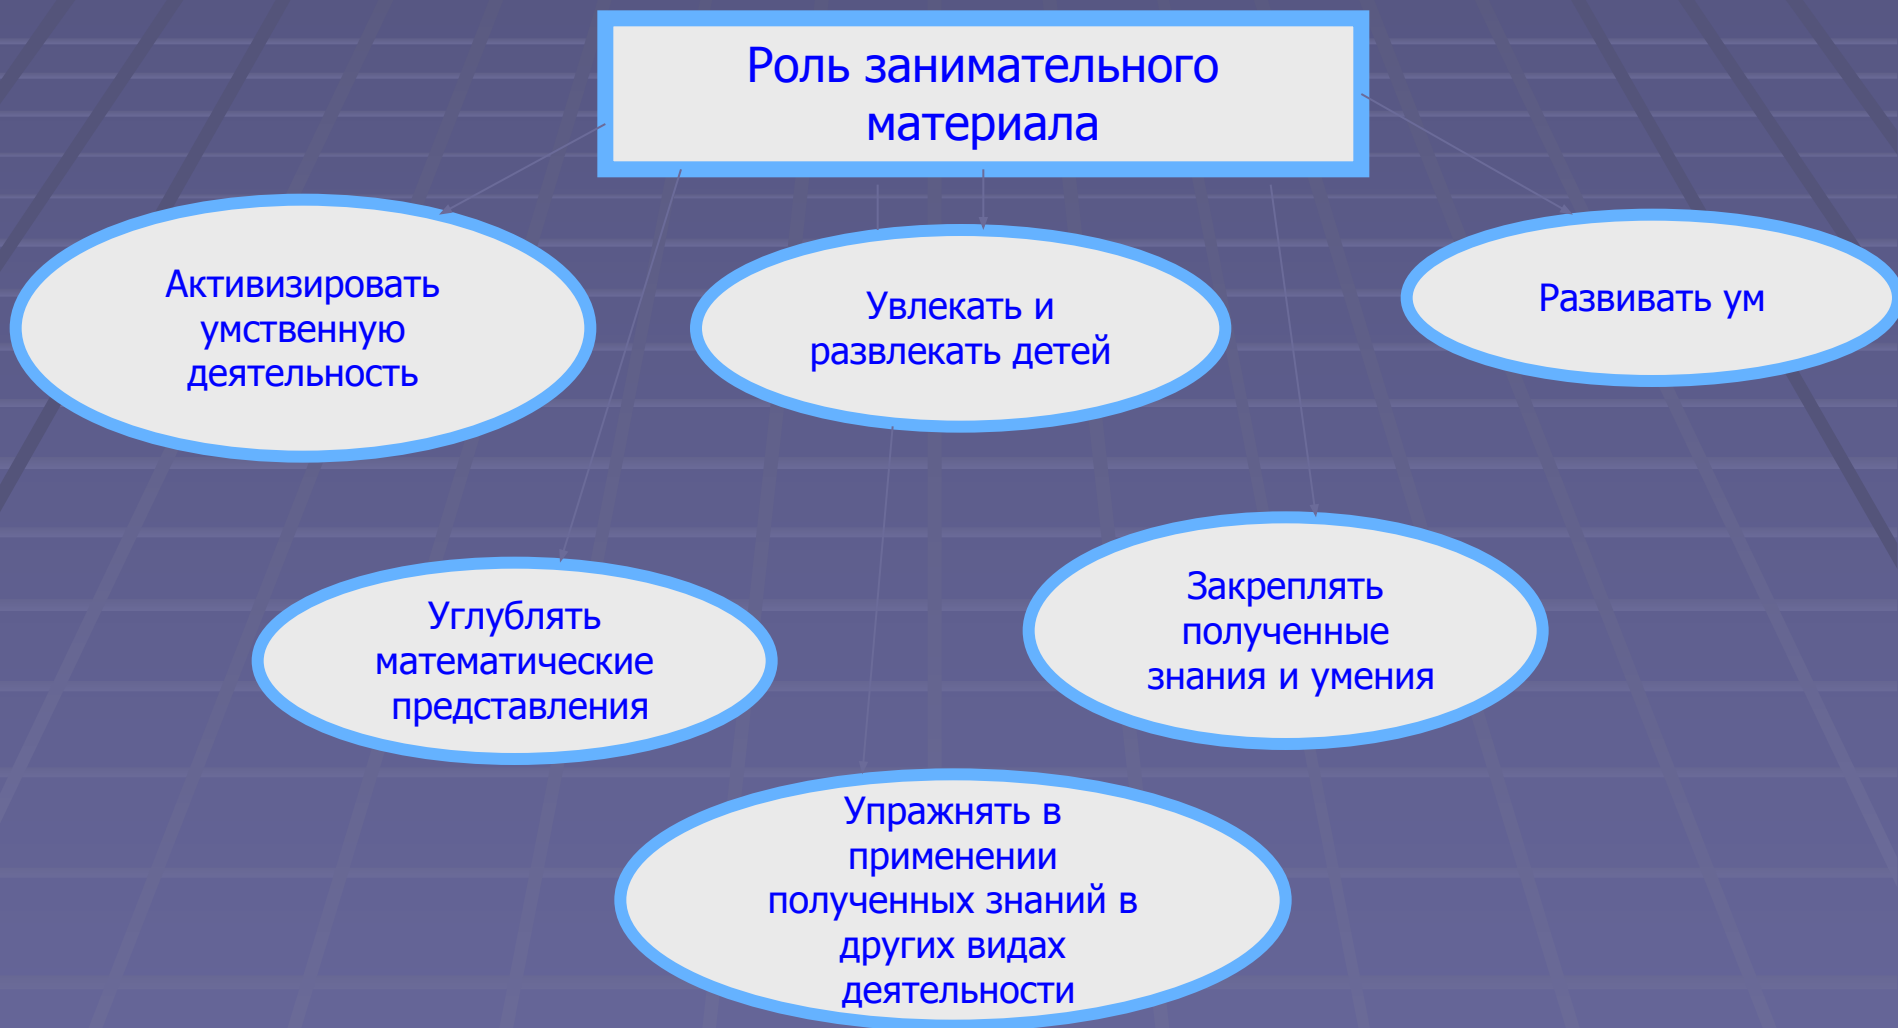 Роль занимательного
материала
Активизировать
умственную
деятельность
Увлекать и
развлекать детей
Развивать ум
Углублять
математические
представления
Закреплять
полученные
знания и умения
Упражнять в
применении
полученных знаний в
других видах
деятельности